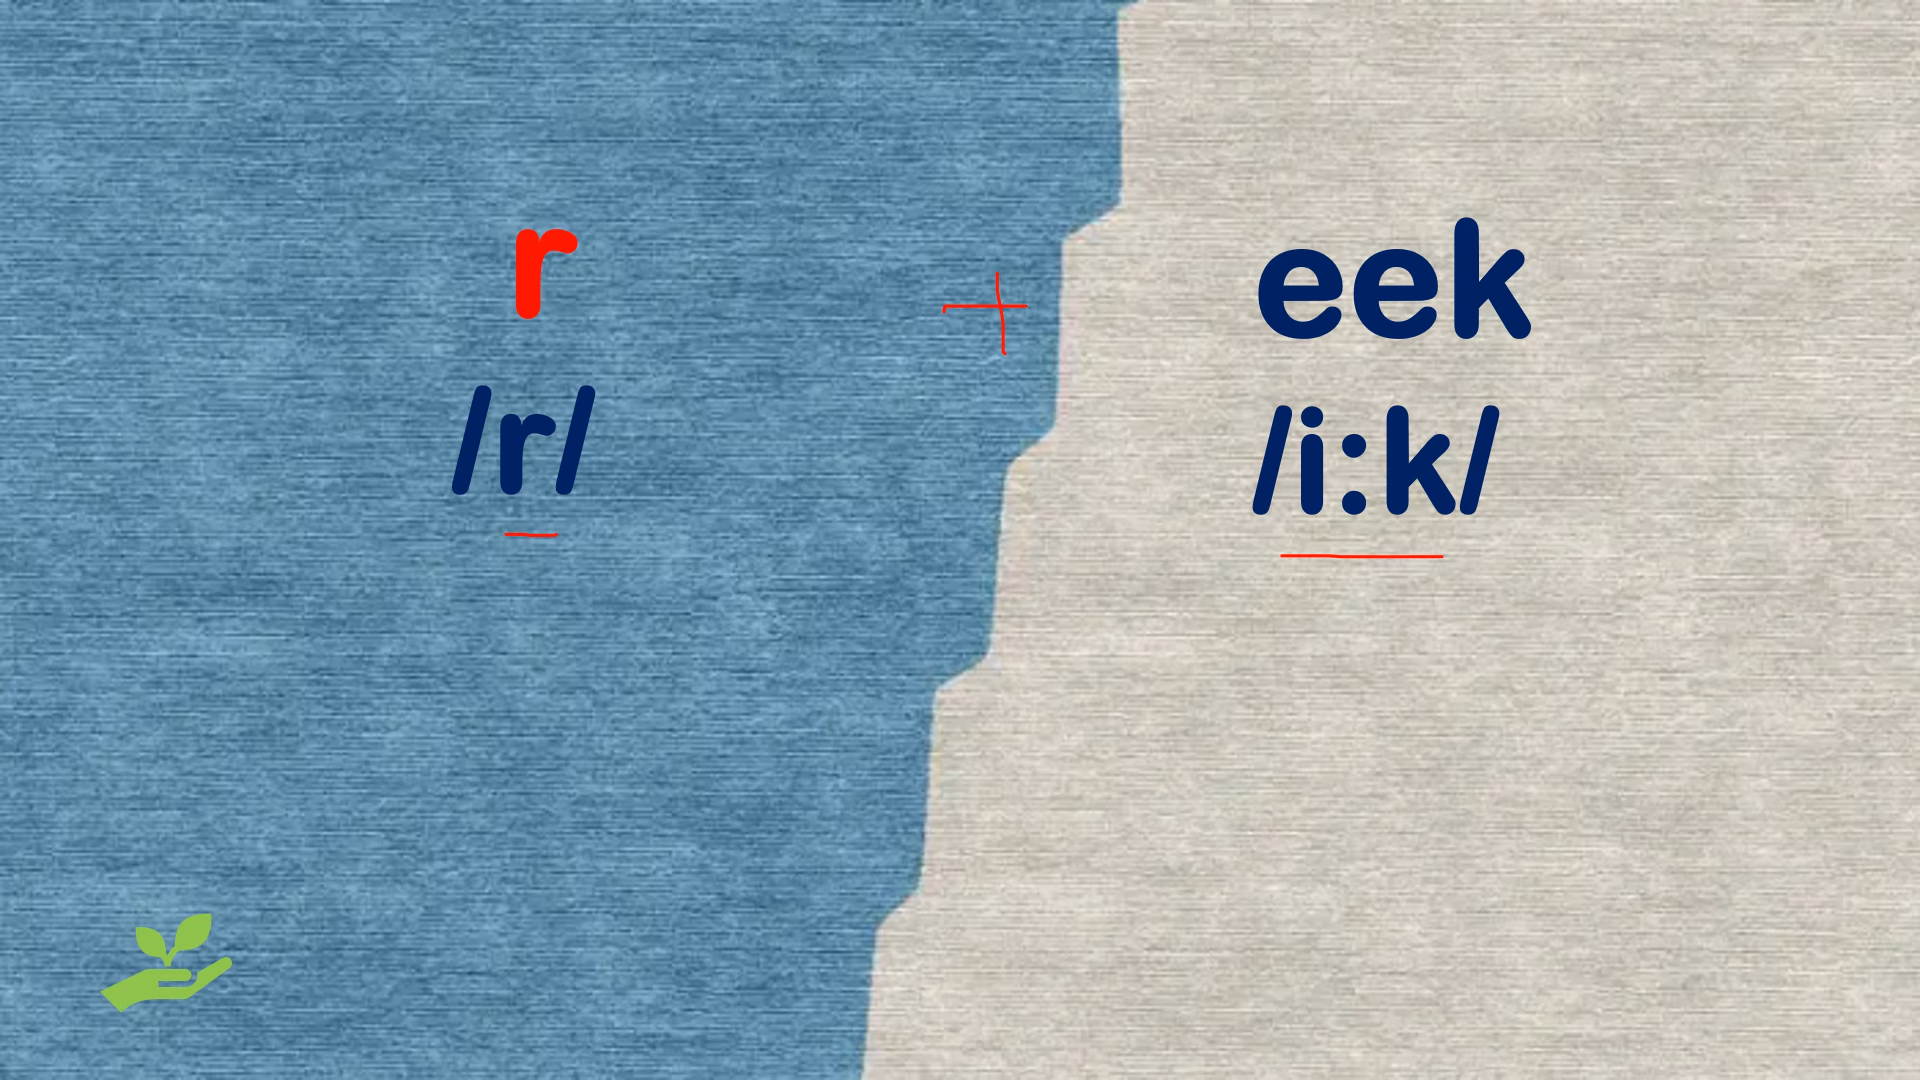 r + eek
/r/ /i:k/